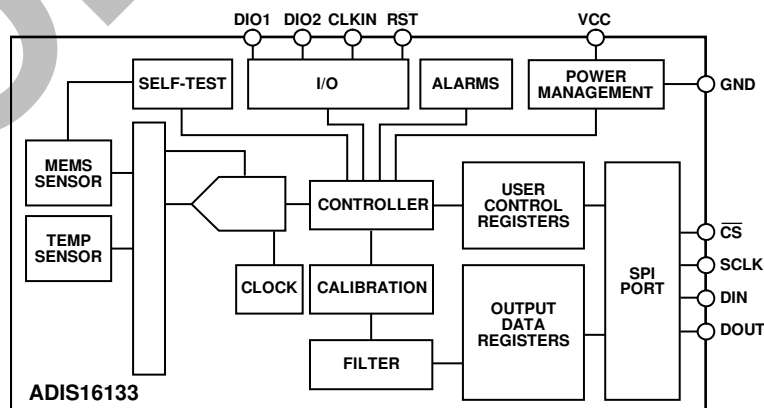 DIO1 DIO2 CLKIN RST VCC
SELF-TEST
I/O
ALARMS
POWER
MANAGEMENT
GND
MEMS
SENSOR
TEMP
SENSOR
CONTROLLER
USER
CONTROL
REGISTERS
CLOCK
CALIBRATION
FILTER
OUTPUT
DATA
REGISTERS
SPI
PORT
CS
SCLK
DIN
DOUT
ADIS16133